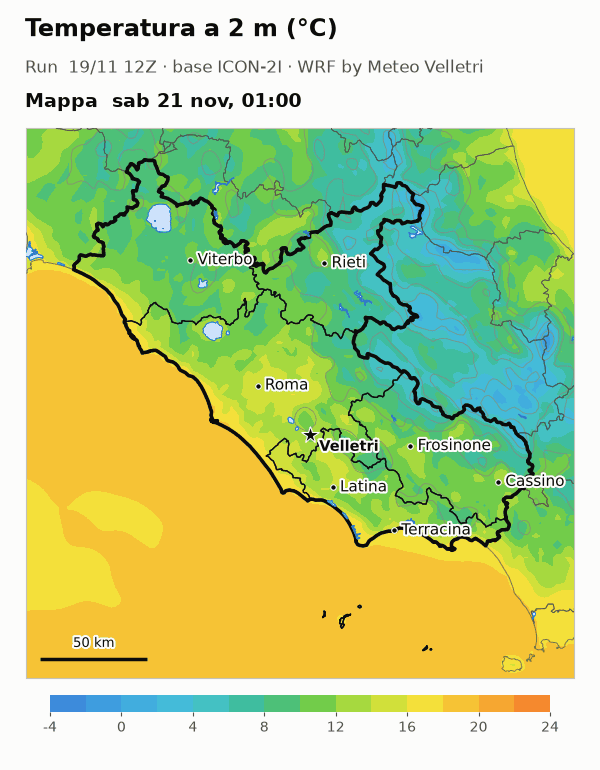 Temperatura a 2 m (°C)
Run  19/11 12Z · base ICON-2I · WRF by Meteo Velletri
Mappa  sab 21 nov, 01:00
Viterbo
Rieti
Roma
Velletri
Frosinone
Latina
Cassino
Terracina
50 km
-4 0 4 8 12 16 20 24